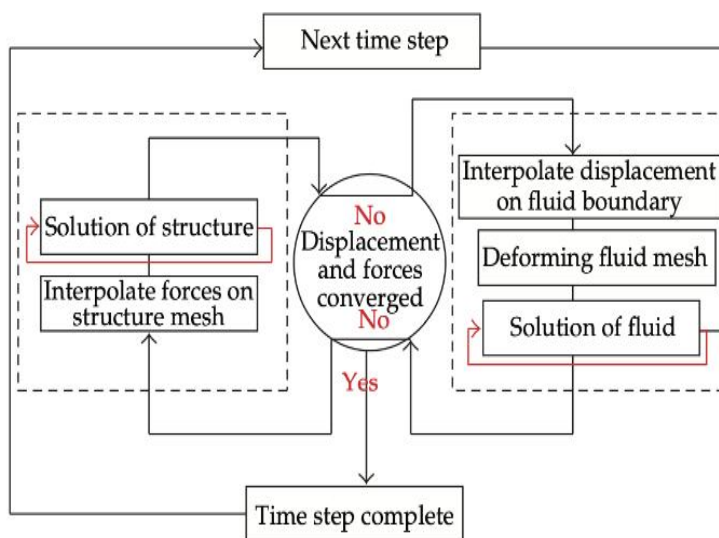 Next time step
Solution of structure
Interpolate forces on
structure mesh
No
Displacement
and forces
converged
No
Yes
Interpolate displacement
on fluid boundary
Deforming fluid mesh
Solution of fluid
Time step complete